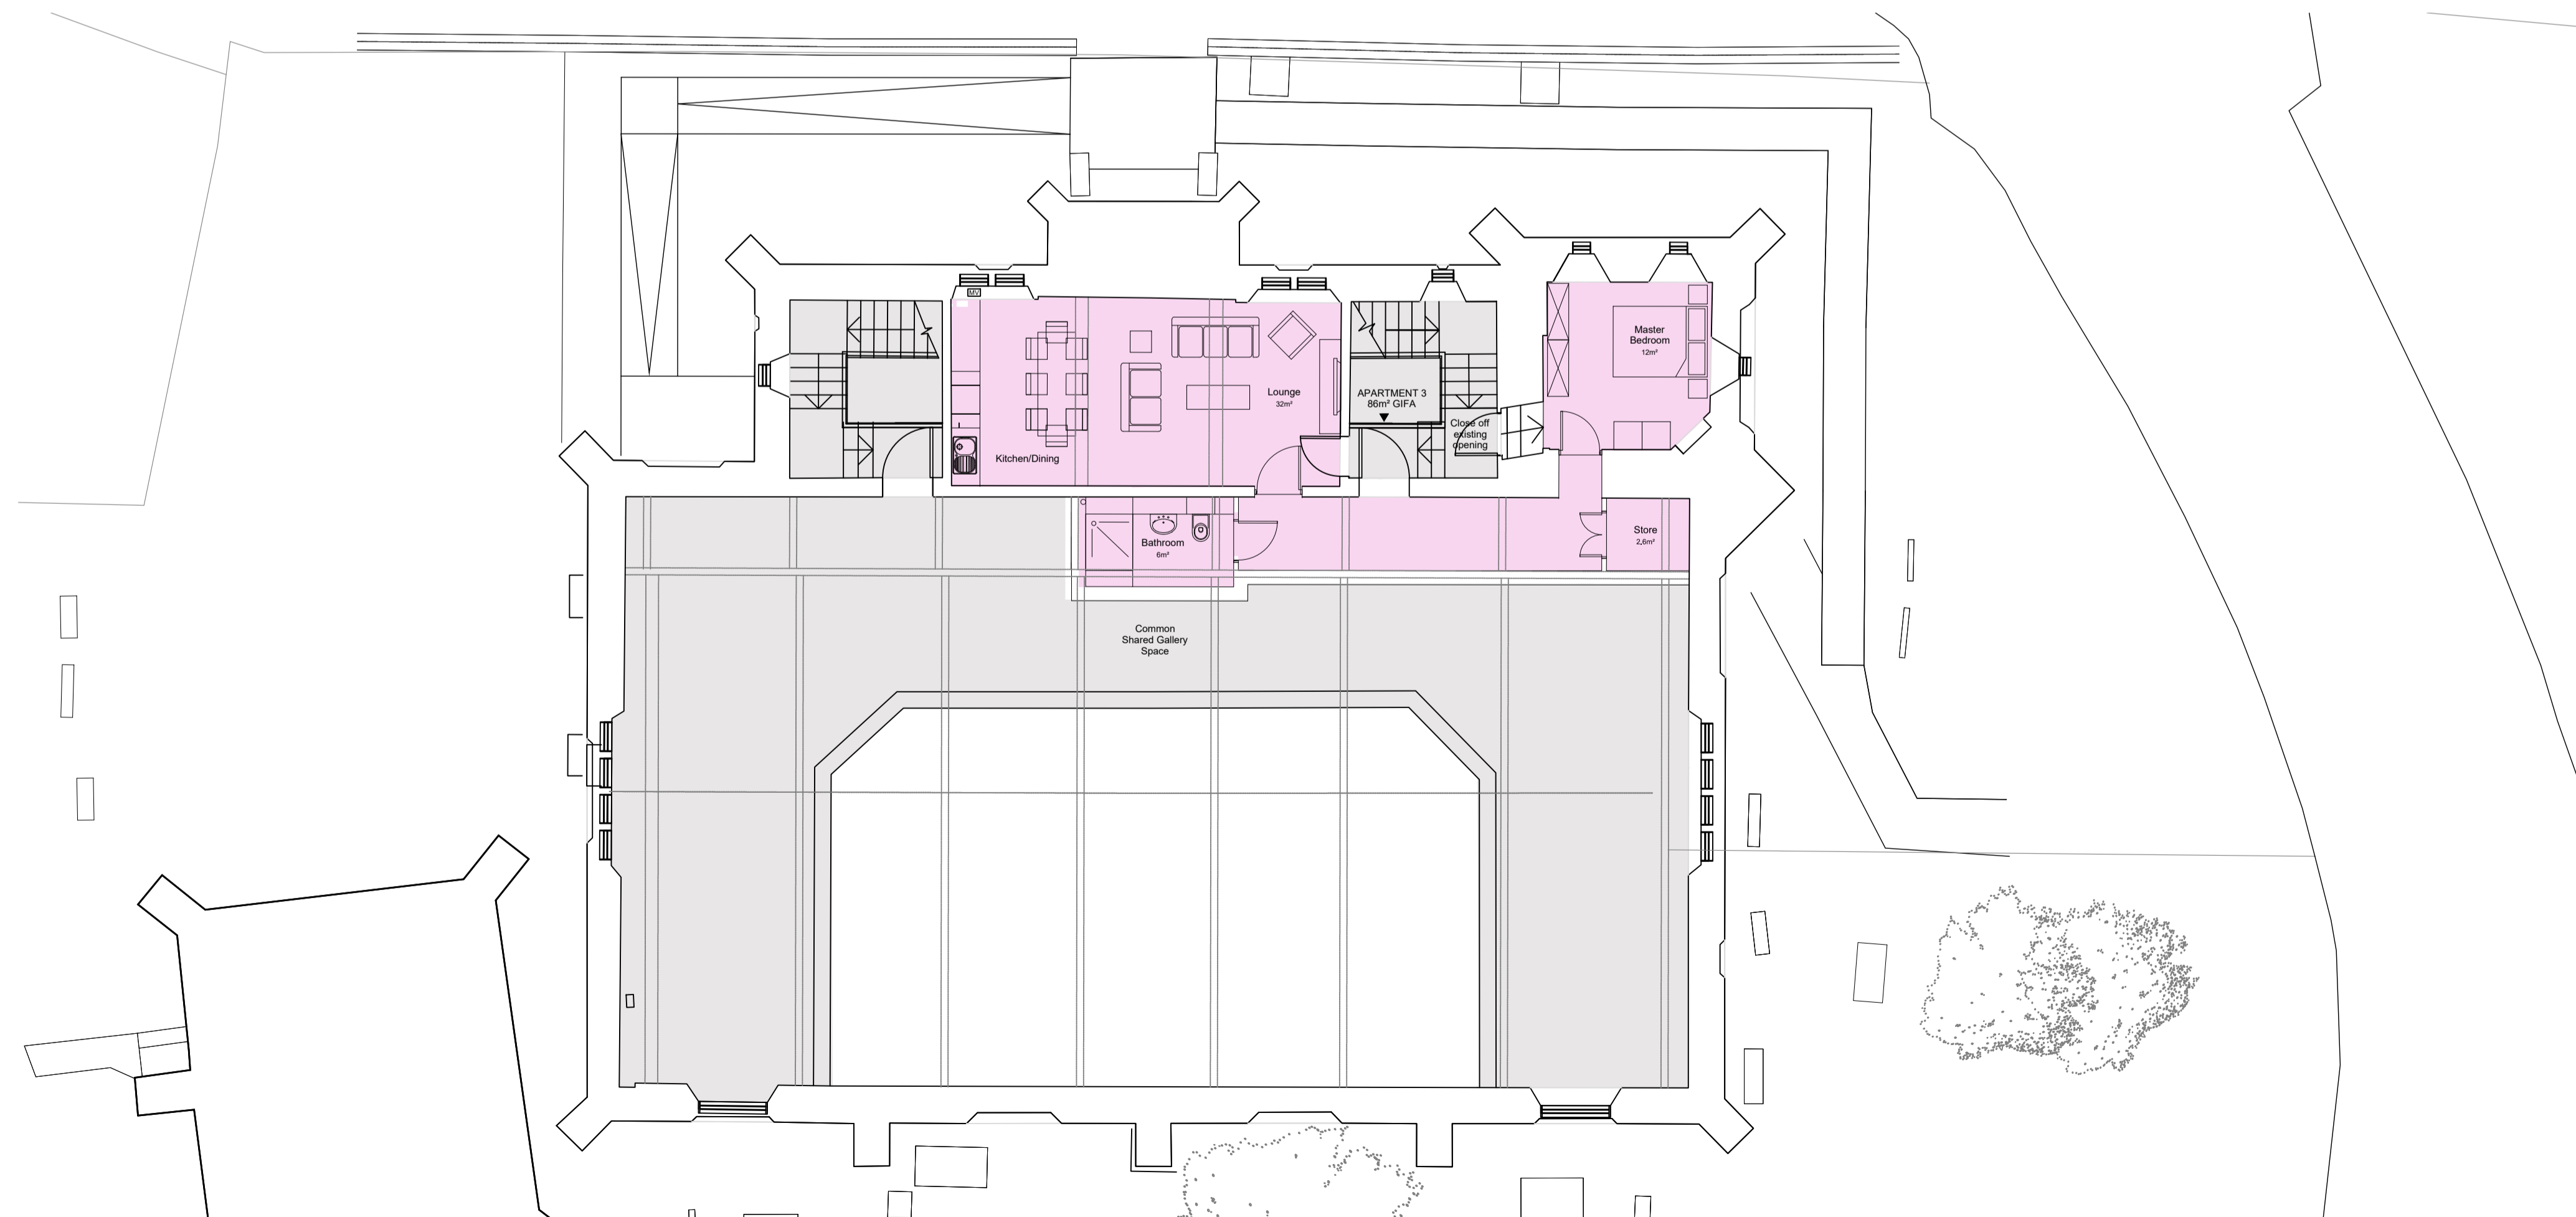 MV
Master
Bedroom
12m²
Lounge
32m²
APARTMENT 3
86m² GIFA
Close off
existing
opening
Kitchen/Dining
Bathroom
6m²
Store
2,6m²
Common
Shared Gallery
Space